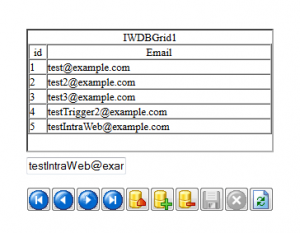 IWDBGrid1
id Email
1 test@example.com
2 test2@example.com
3 test3@example.com
4 testTrigger2@example.com
5 testIntraWeb@example.com
testIntraWeb@exar